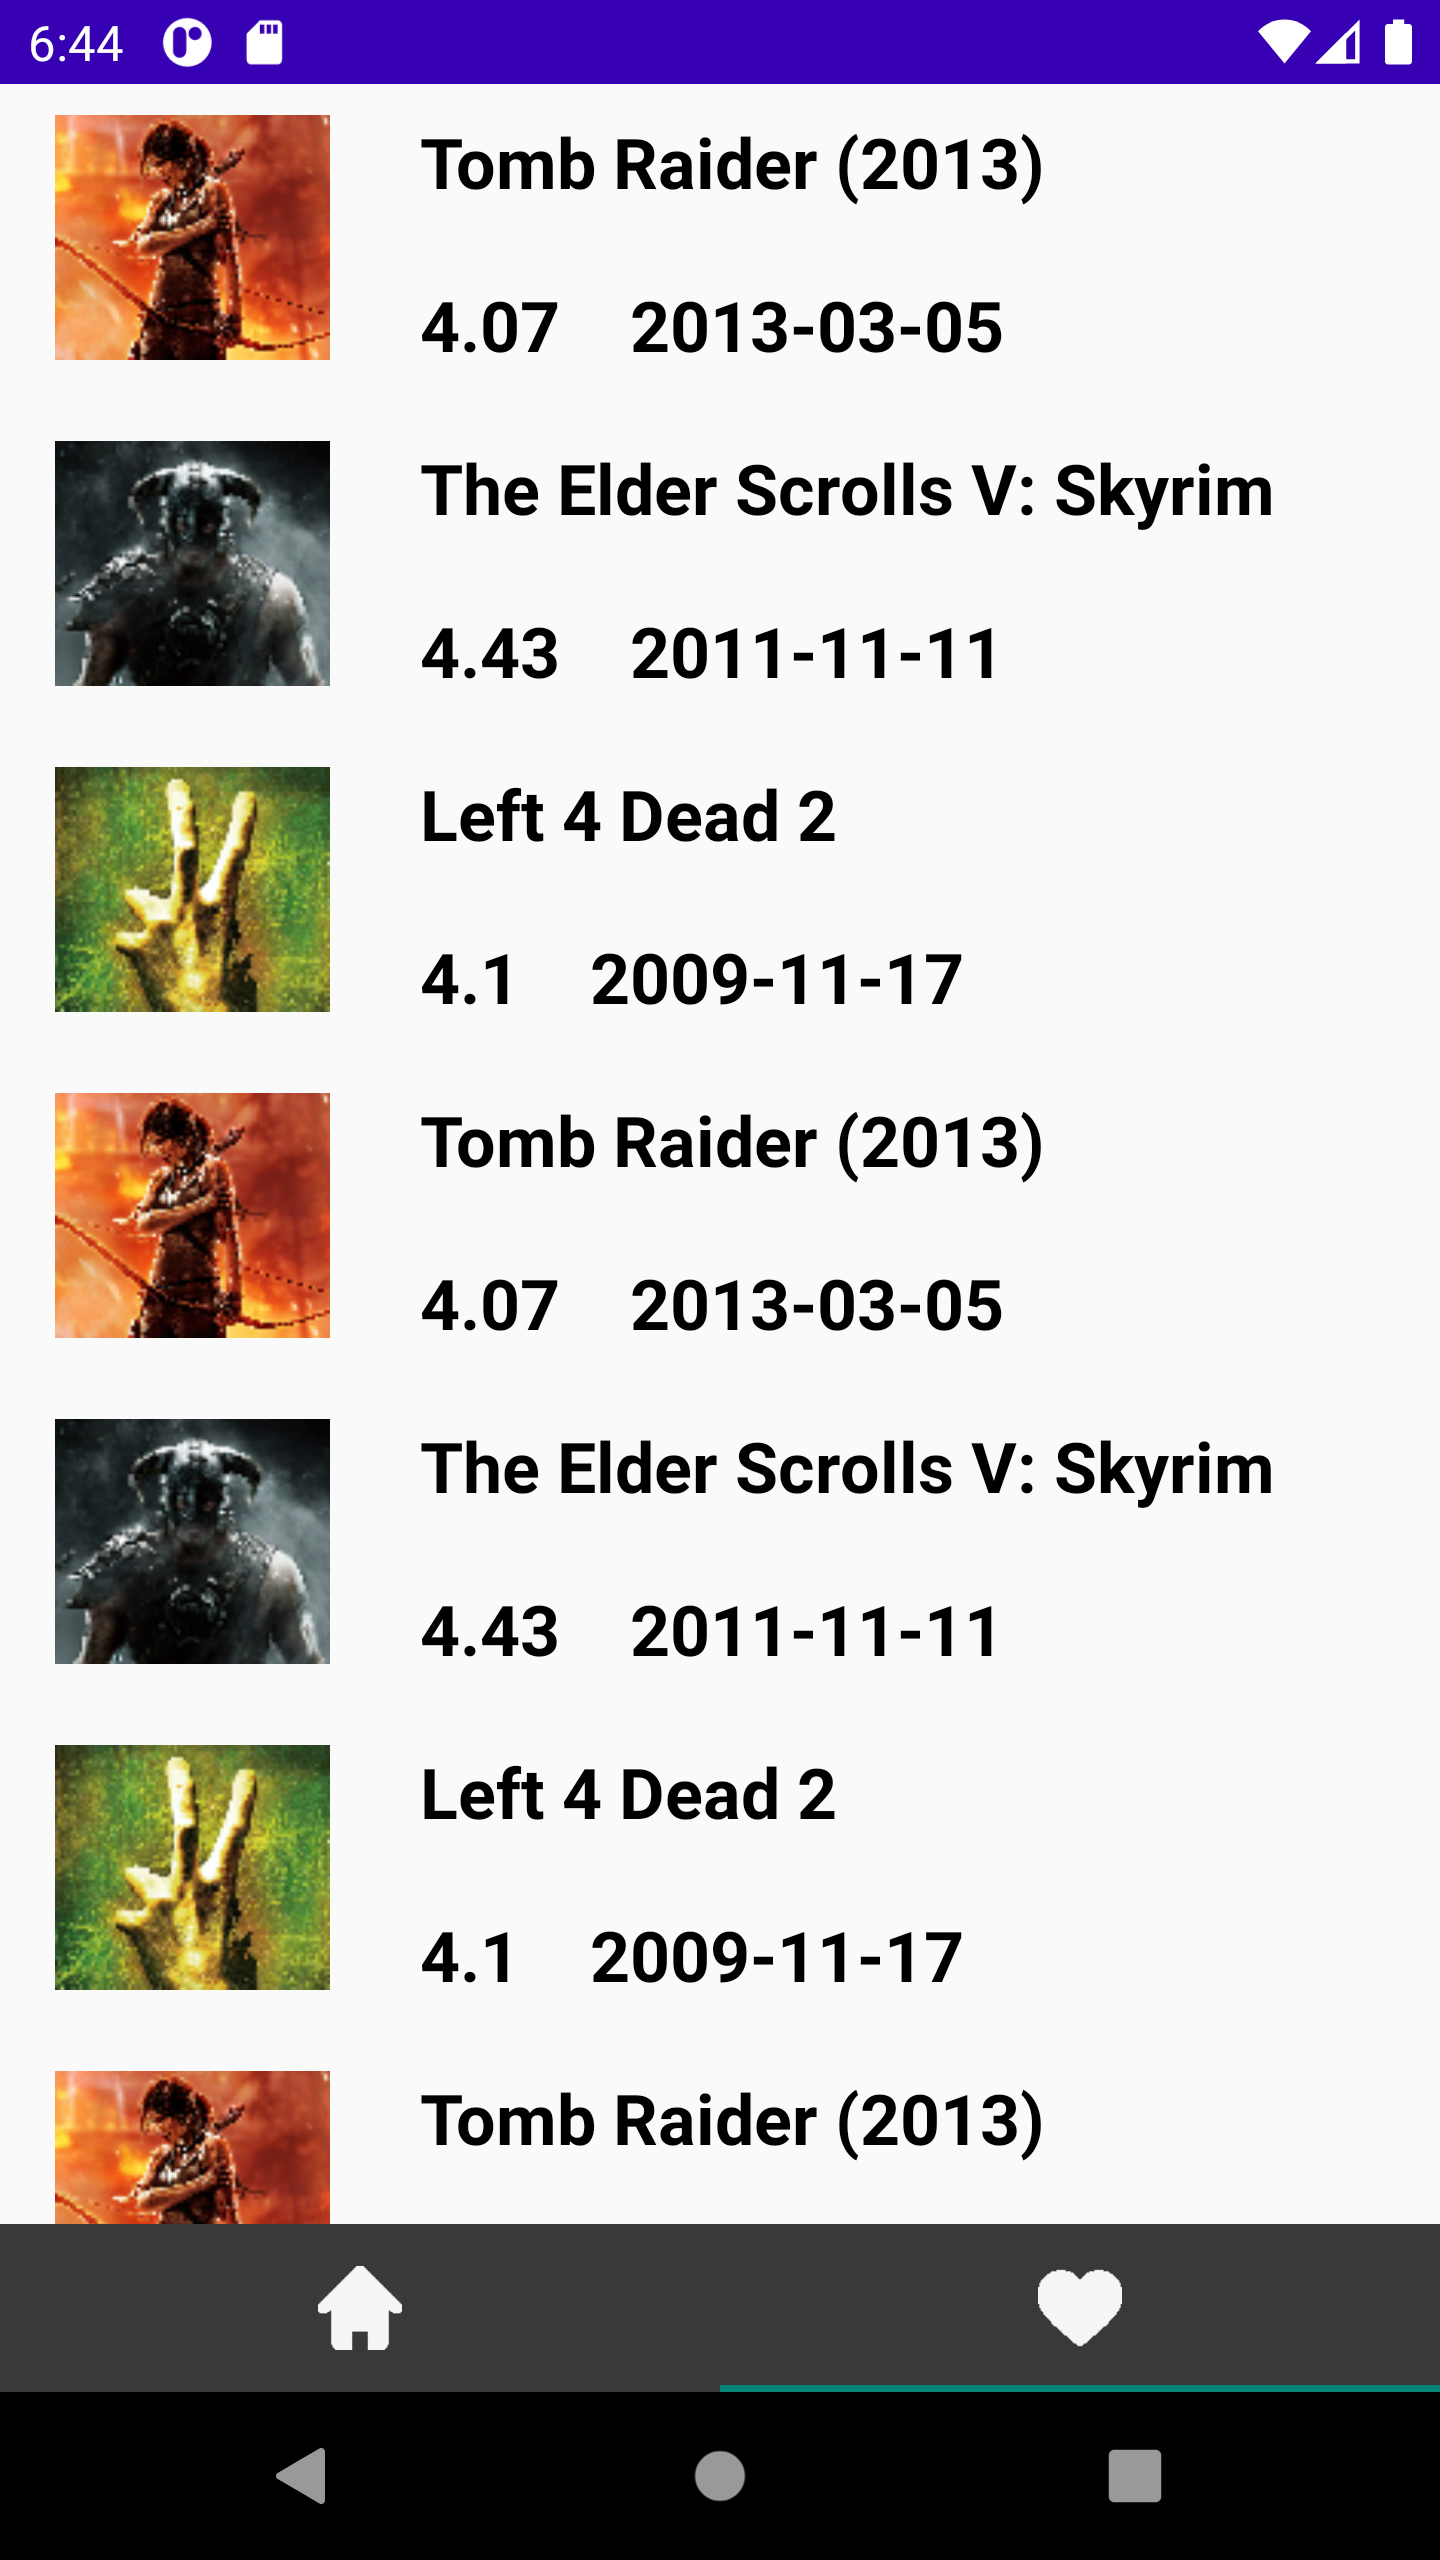 6:44
Tomb Raider (2013)
4.07 2013-03-05
The Elder Scrolls V: Skyrim
4.43 2011-11-11
Left 4 Dead 2
4.1 2009-11-17
Tomb Raider (2013)
4.07 2013-03-05
The Elder Scrolls V: Skyrim
4.43 2011-11-11
Left 4 Dead 2
4.1 2009-11-17
Tomb Raider (2013)